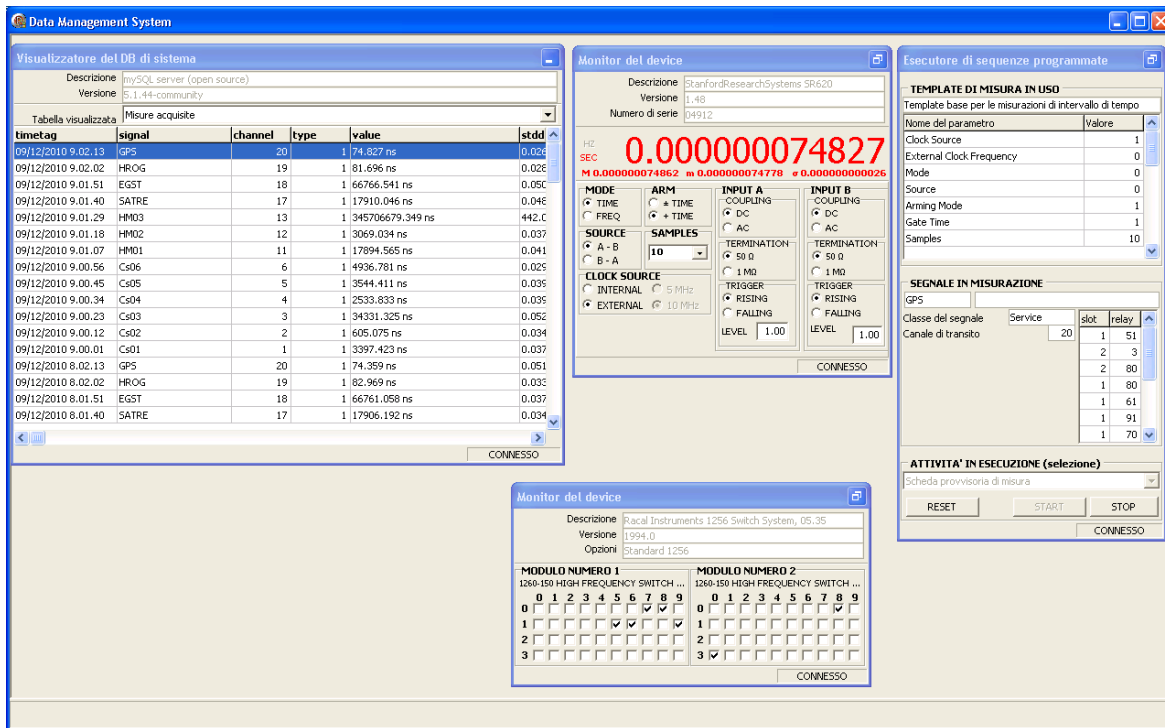 Data Management System
Visualizzatore del DB di sistema
Descrizione mySQL server (open source)
Versione 5.1.44-community
Tabella visualizzata Misure acquisite
timetag signal channel type value stdd
09/12/2010 9.02.13 GPS 20 1 74.827 ns 0.026
09/12/2010 9.02.02 HROG 19 1 81.696 ns 0.028
09/12/2010 9.01.51 EGST 18 1 66766.541 ns 0.050
09/12/2010 9.01.40 SATRE 17 1 17910.046 ns 0.048
09/12/2010 9.01.29 HM03 13 1 345706679.349 ns 442.0
09/12/2010 9.01.18 HM02 12 1 3069.034 ns 0.037
09/12/2010 9.01.07 HM01 11 1 17894.565 ns 0.041
09/12/2010 9.00.56 Cs06 6 1 4936.781 ns 0.029
09/12/2010 9.00.45 Cs05 5 1 3544.411 ns 0.039
09/12/2010 9.00.34 Cs04 4 1 2533.833 ns 0.039
09/12/2010 9.00.23 Cs03 3 1 34331.325 ns 0.052
09/12/2010 9.00.12 Cs02 2 1 605.075 ns 0.034
09/12/2010 9.00.01 Cs01 1 1 3397.423 ns 0.037
09/12/2010 8.02.13 GPS 20 1 74.359 ns 0.051
09/12/2010 8.02.02 HROG 19 1 82.969 ns 0.033
09/12/2010 8.01.51 EGST 18 1 66761.058 ns 0.037
09/12/2010 8.01.40 SATRE 17 1 17906.192 ns 0.034
CONNESSO
Monitor del device
Descrizione StanfordResearchSystems SR620
Versione 1.48
Numero di serie 04912
HZ
SEC 0.000000074827
M 0.000000074862 m 0.000000074778 σ 0.000000000026
MODE
TIME
FREQ
ARM
± TIME
+ TIME
SOURCE
A - B
B - A
SAMPLES
10
CLOCK SOURCE
INTERNAL 5 MHz
EXTERNAL 10 MHz
INPUT A
COUPLING
DC
AC
TERMINATION
50 Ω
1 MΩ
TRIGGER
RISING
FALLING
LEVEL 1.00
INPUT B
COUPLING
DC
AC
TERMINATION
50 Ω
1 MΩ
TRIGGER
RISING
FALLING
LEVEL 1.00
CONNESSO
Esecutore di sequenze programmate
TEMPLATE DI MISURA IN USO
Template base per le misurazioni di intervallo di tempo
Nome del parametro Valore
Clock Source 1
External Clock Frequency 0
Mode 0
Source 0
Arming Mode 1
Gate Time 1
Samples 10
SEGNALE IN MISURAZIONE
GPS
Classe del segnale Service
Canale di transito 20
slot relay
1 51
2 3
2 80
1 80
1 61
1 91
1 70
ATTIVITA' IN ESECUZIONE (selezione)
Scheda provvisoria di misura
RESET START STOP
CONNESSO
Monitor del device
Descrizione Racal Instruments 1256 Switch System, 05.35
Versione 1994.0
Opzioni Standard 1256
MODULO NUMERO 1
1260-150 HIGH FREQUENCY SWITCH ...
0 1 2 3 4 5 6 7 8 9
0
1
2
3
MODULO NUMERO 2
1260-150 HIGH FREQUENCY SWITCH ...
0 1 2 3 4 5 6 7 8 9
0
1
2
3
CONNESSO